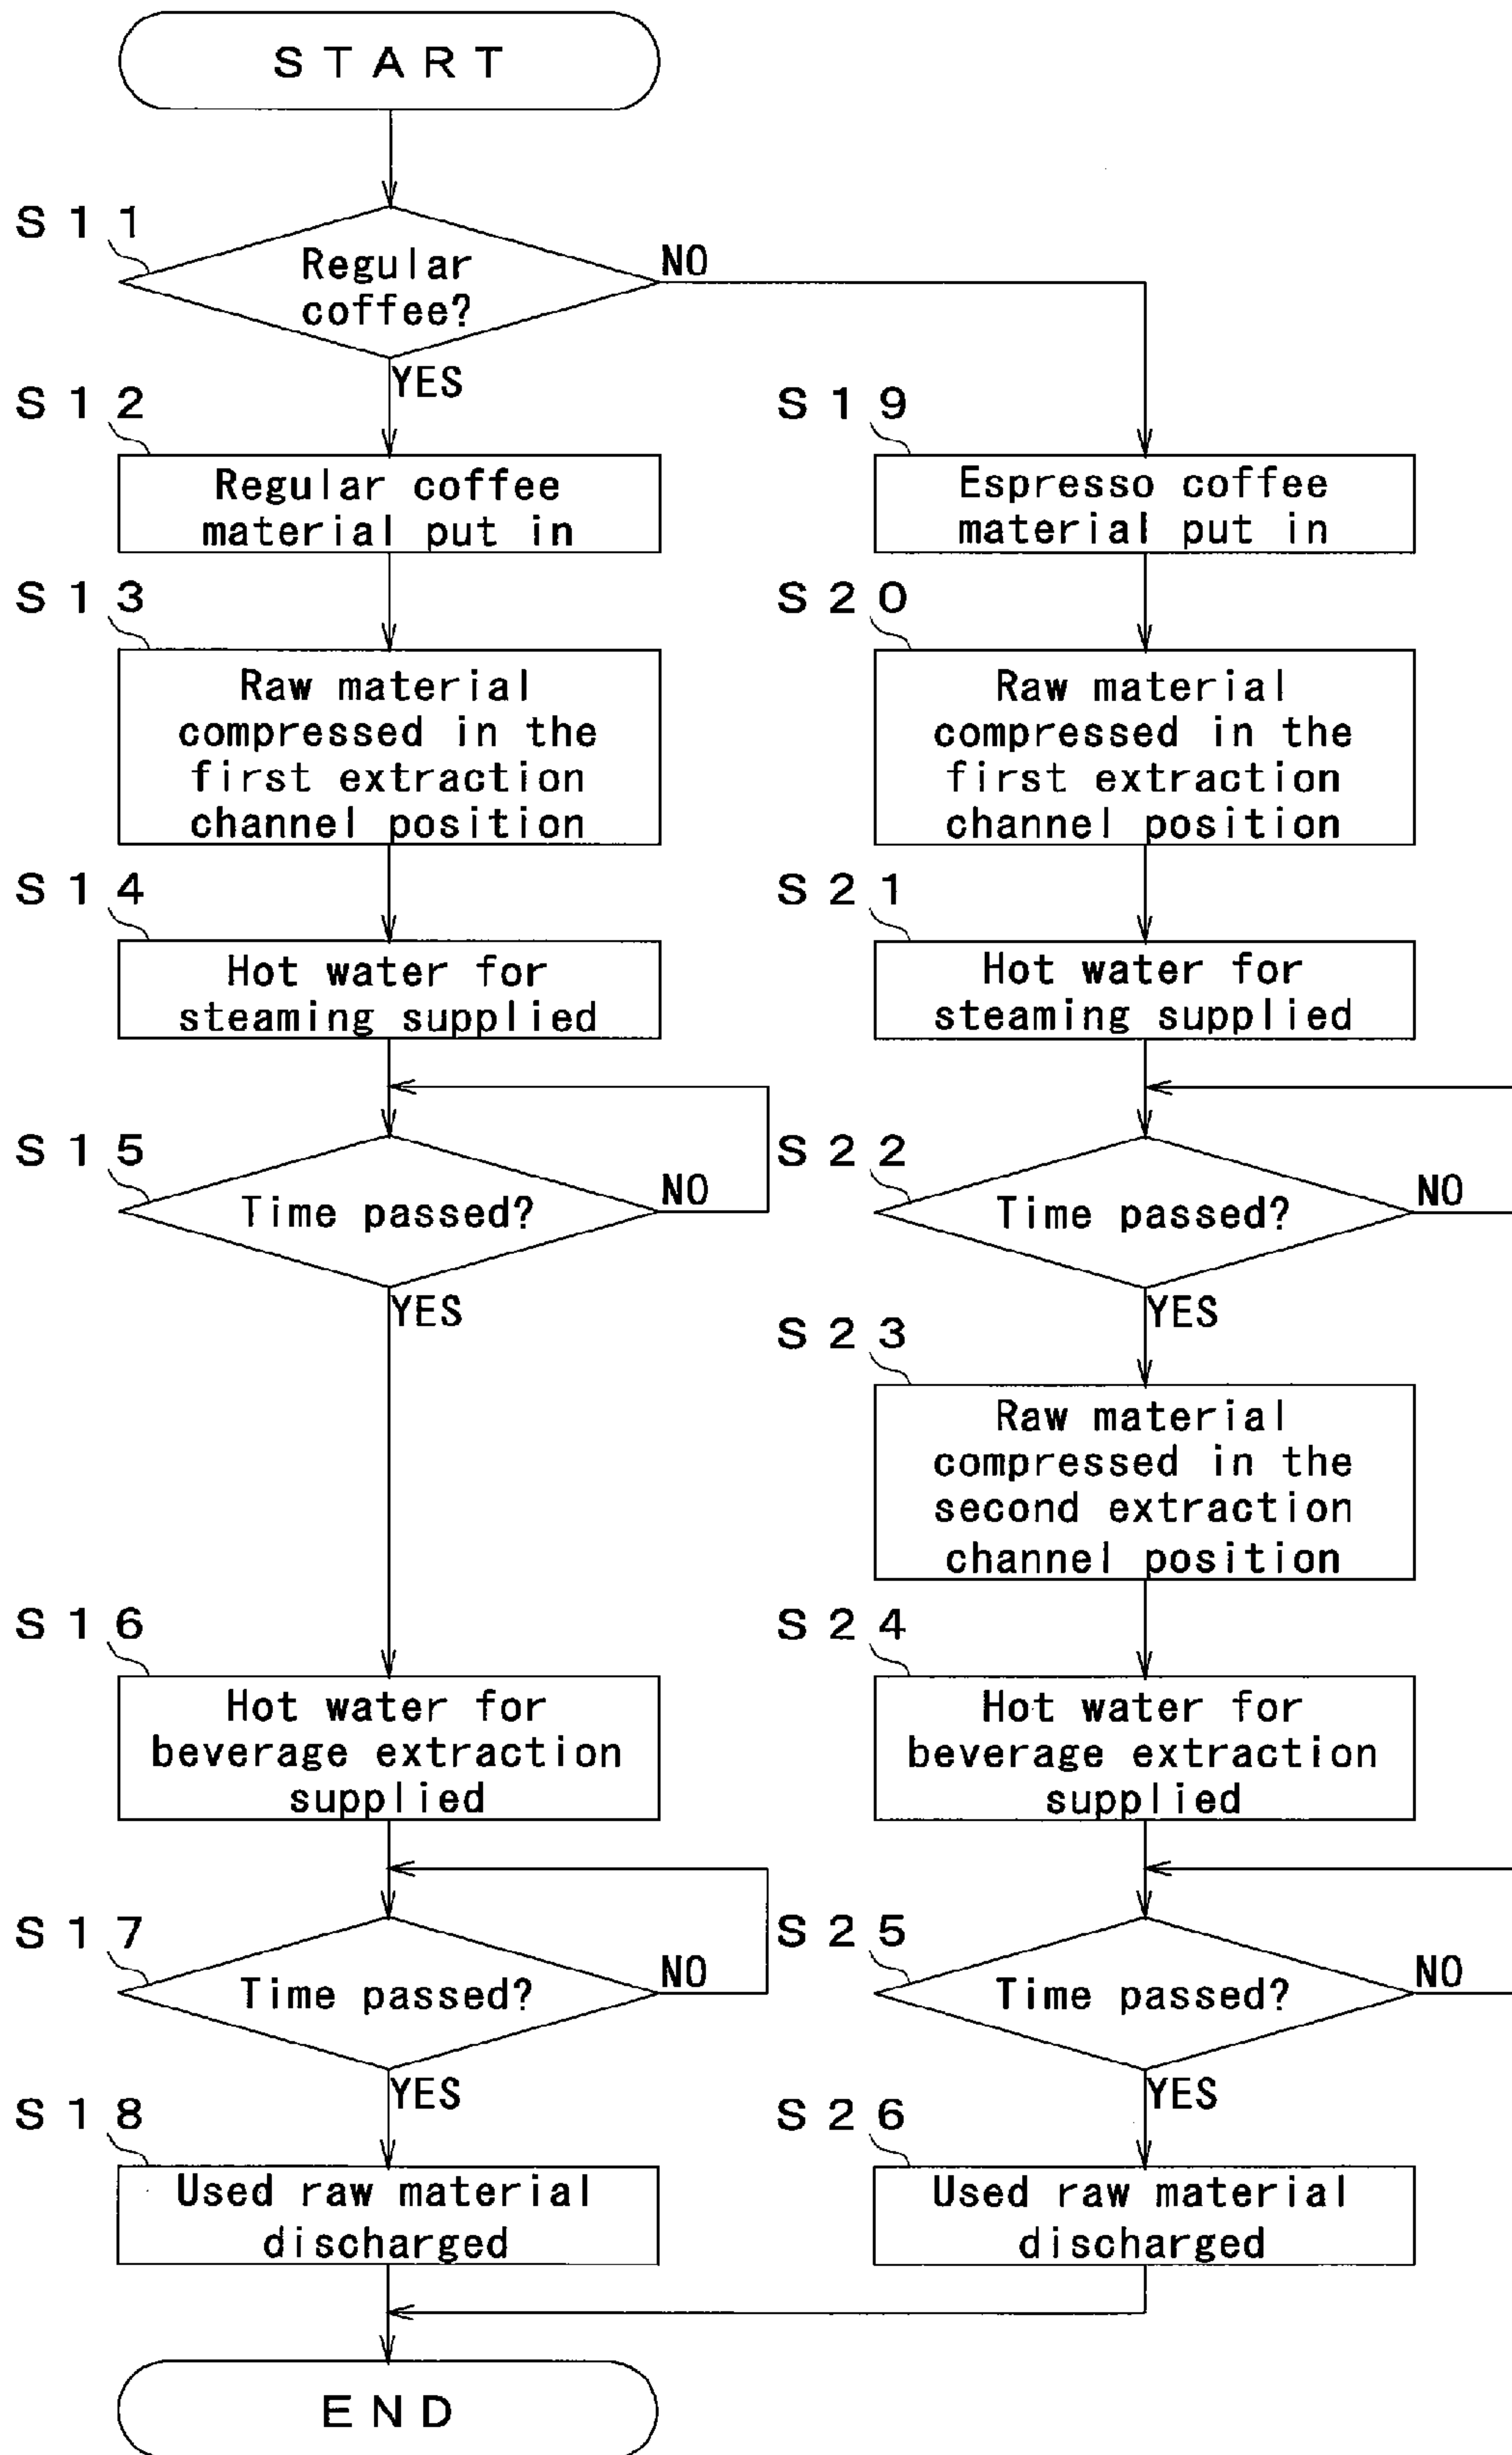 START
S11
Regular
coffee?
NO
YES
S12
Regular coffee
material put in
S13
Raw material
compressed in the
first extraction
channel position
S14
Hot water for
steaming supplied
S15
Time passed?
NO
YES
S16
Hot water for
beverage extraction
supplied
S17
Time passed?
NO
YES
S18
Used raw material
discharged
S19
Espresso coffee
material put in
S20
Raw material
compressed in the
first extraction
channel position
S21
Hot water for
steaming supplied
S22
Time passed?
NO
YES
S23
Raw material
compressed in the
second extraction
channel position
S24
Hot water for
beverage extraction
supplied
S25
Time passed?
NO
YES
S26
Used raw material
discharged
END